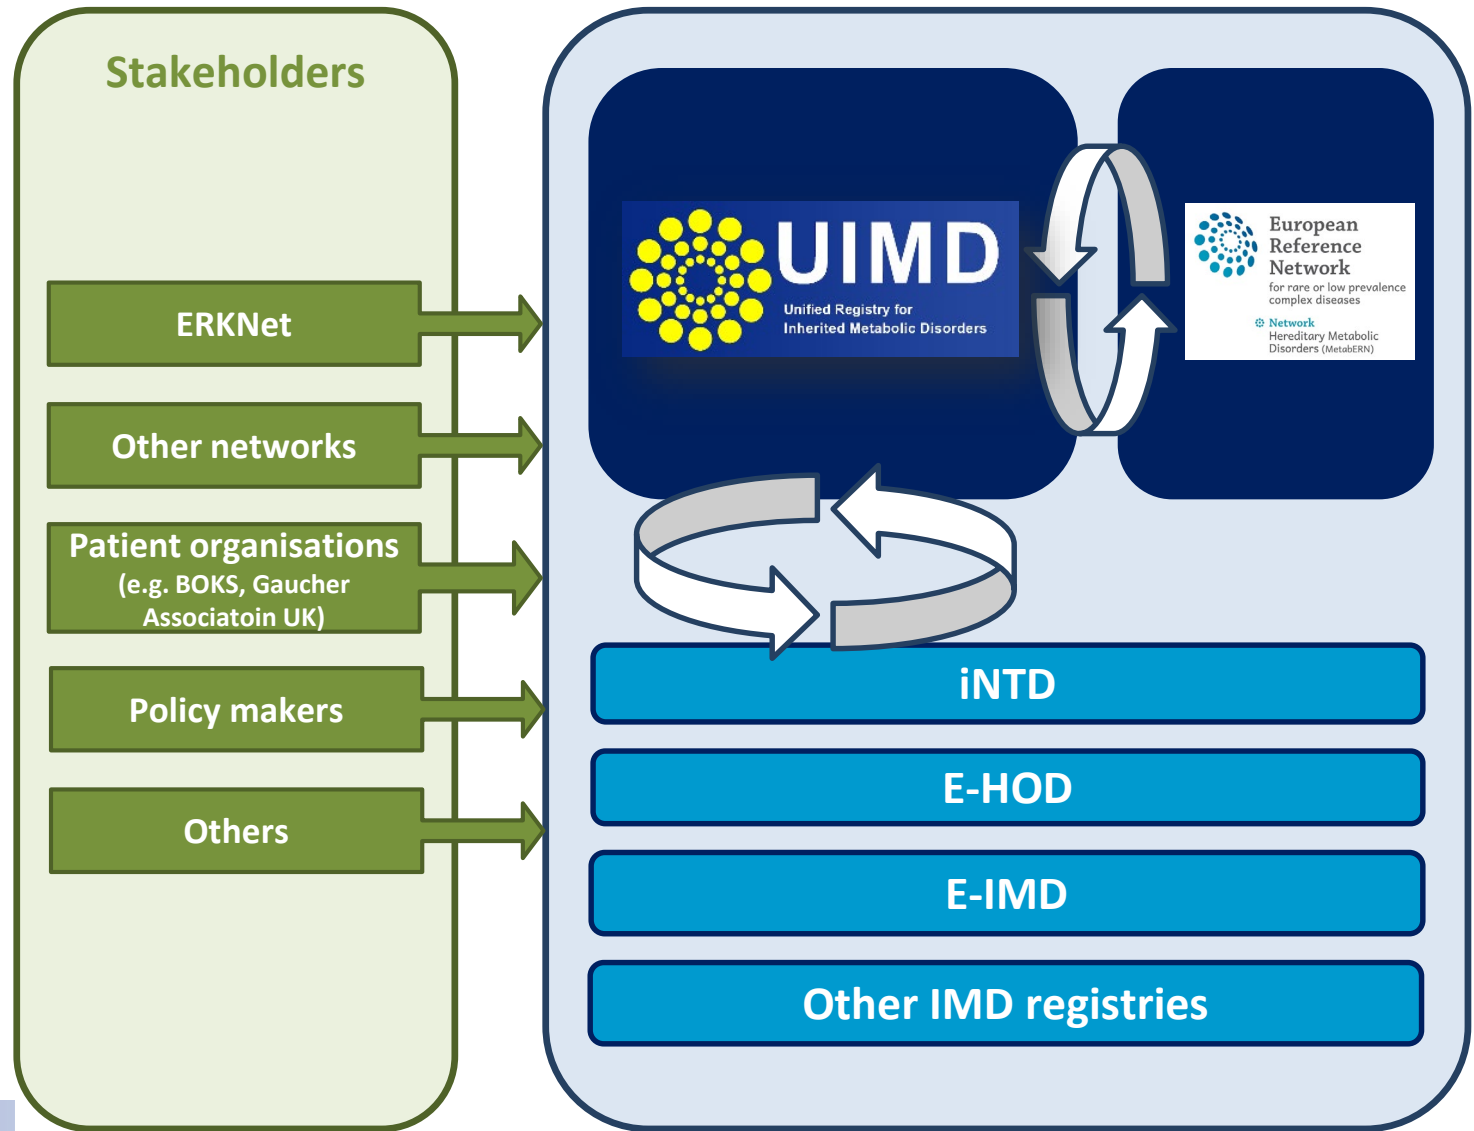 Stakeholders
ERKNet
Other networks
Patient organisations
(e.g. BOKS, Gaucher
Associatoin UK)
Policy makers
Others
UIMD
Unified Registry for
Inherited Metabolic Disorders
European
Reference
Network
for rare or low prevalence
complex diseases
Network
Hereditary Metabolic
Disorders (MetabERN)
iNTD
E-HOD
E-IMD
Other IMD registries